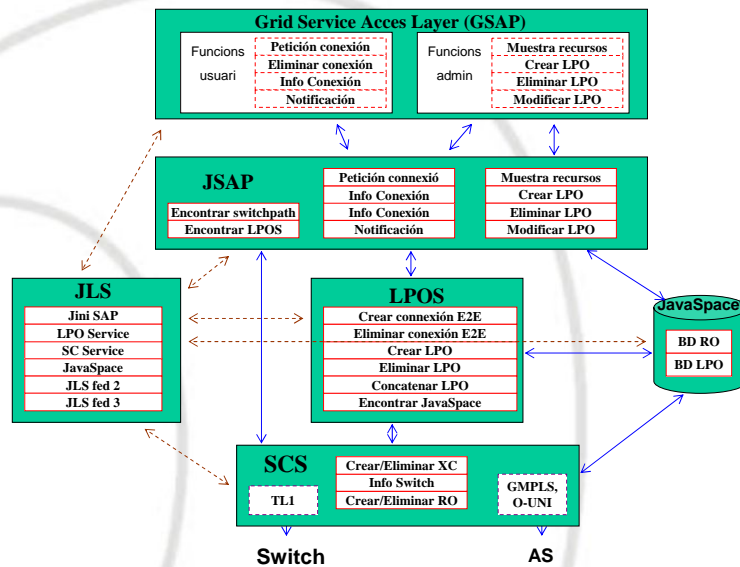 Grid Service Acces Layer (GSAP)
Funcions
usuari
Petición conexión
Eliminar conexión
Info Conexión
Notificación
Funcions
admin
Muestra recursos
Crear LPO
Eliminar LPO
Modificar LPO
JSAP
Encontrar switchpath
Encontrar LPOS
Petición connexió
Info Conexión
Info Conexión
Notificación
Muestra recursos
Crear LPO
Eliminar LPO
Modificar LPO
JLS
Jini SAP
LPO Service
SC Service
JavaSpace
JLS fed 2
JLS fed 3
LPOS
Crear connexión E2E
Eliminar conexión E2E
Crear LPO
Eliminar LPO
Concatenar LPO
Encontrar JavaSpace
JavaSpace
BD RO
BD LPO
SCS
TL1
Crear/Eliminar XC
Info Switch
Crear/Eliminar RO
GMPLS,
O-UNI
Switch
AS